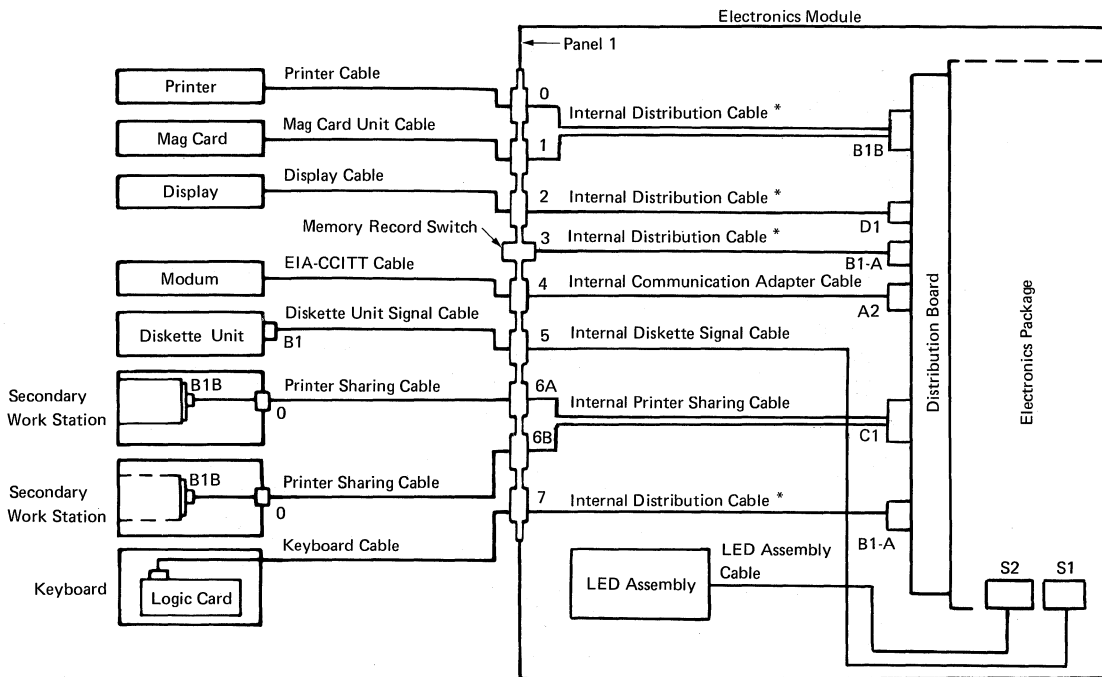 Electronics Module
Panel 1
Printer Cable
Printer
0
Internal Distribution Cable *
Mag Card Unit Cable
Mag Card
1
B1B
Display Cable
Display
2
Internal Distribution Cable *
D1
Memory Record Switch
3
Internal Distribution Cable *
B1-A
EIA-CCITT Cable
Modum
4
Internal Communication Adapter Cable
A2
Diskette Unit Signal Cable
Diskette Unit
B1
5
Internal Diskette Signal Cable
Distribution Board
Electronics Package
Secondary
Work Station
B1B
Printer Sharing Cable
0
6A
Internal Printer Sharing Cable
6B
C1
Secondary
Work Station
B1B
Printer Sharing Cable
0
7
Internal Distribution Cable *
B1-A
Keyboard Cable
Keyboard
Logic Card
LED Assembly
LED Assembly
Cable
S2
S1